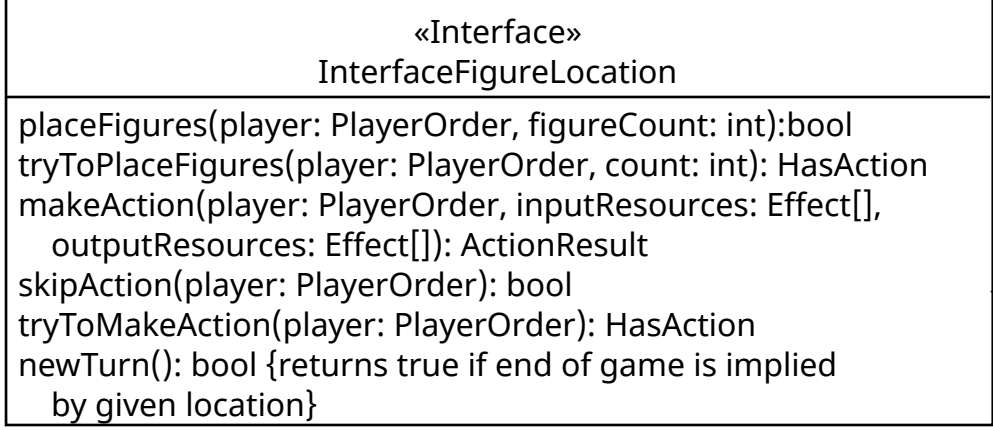 «Interface»
InterfaceFigureLocation
placeFigures(player: PlayerOrder, figureCount: int):bool
tryToPlaceFigures(player: PlayerOrder, count: int): HasAction
makeAction(player: PlayerOrder, inputResources: Effect[],
outputResources: Effect[]): ActionResult
skipAction(player: PlayerOrder): bool
tryToMakeAction(player: PlayerOrder): HasAction
newTurn(): bool {returns true if end of game is implied
by given location}